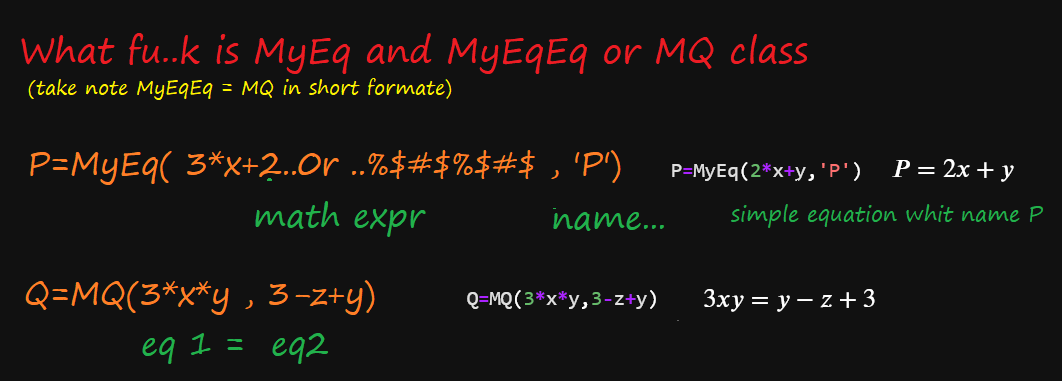 What fu..k is MyEq and MyEqEq or MQ class
(take note MyEqEq = MQ in short formate)
P=MyEq( 3*x+2..Or ..%$#$%$#$ , 'P') P=MyEq(2*x+y,'P') P = 2x + y
math expr name... simple equation whit name P
Q=MQ(3*x*y , 3-z+y) Q=MQ(3*x*y,3-z+y) 3xy = y − z + 3
eq 1 = eq2